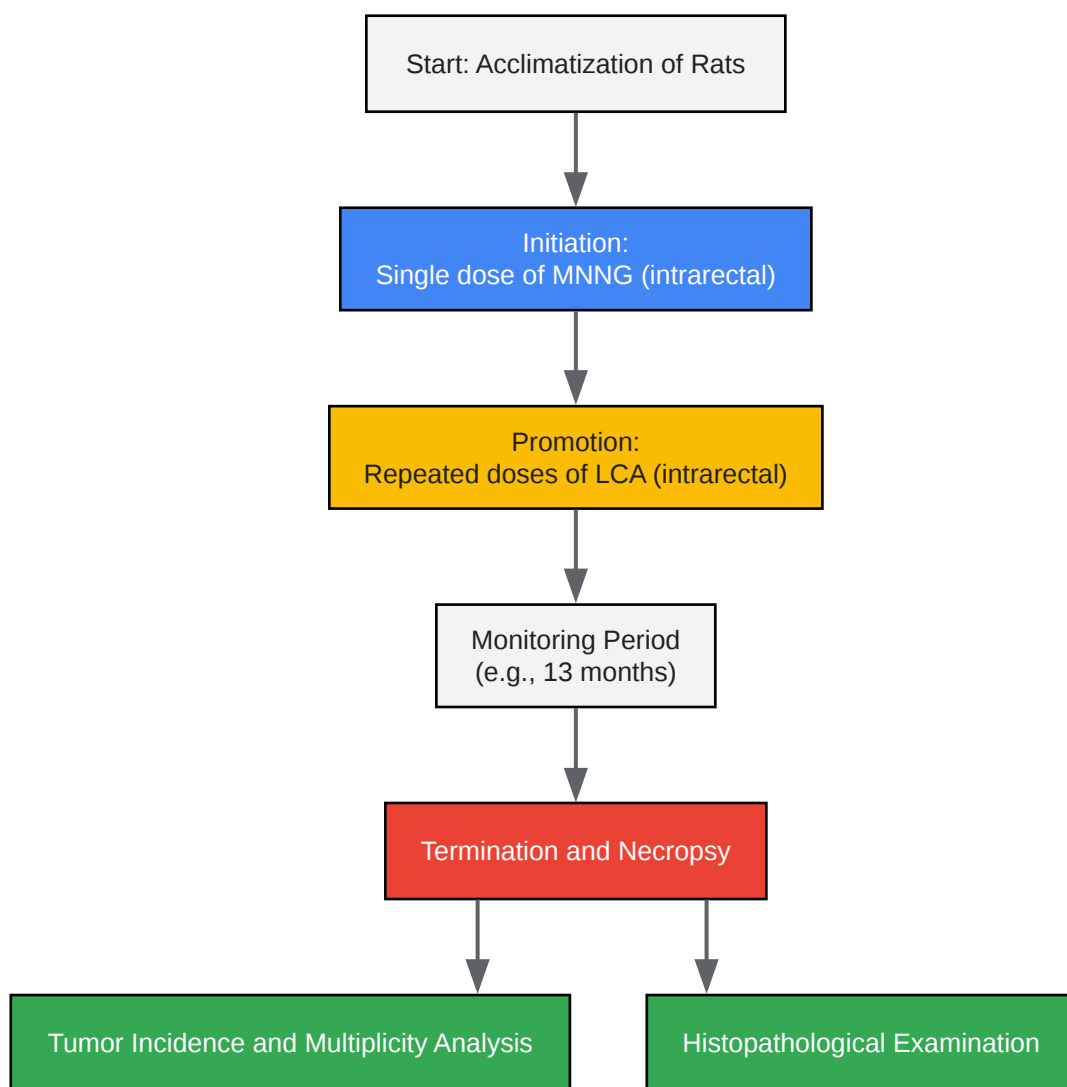 Start: Acclimatization of Rats
Initiation:
Single dose of MNNG (intrarectal)
Promotion:
Repeated doses of LCA (intrarectal)
Monitoring Period
(e.g., 13 months)
Termination and Necropsy
Tumor Incidence and Multiplicity Analysis
Histopathological Examination